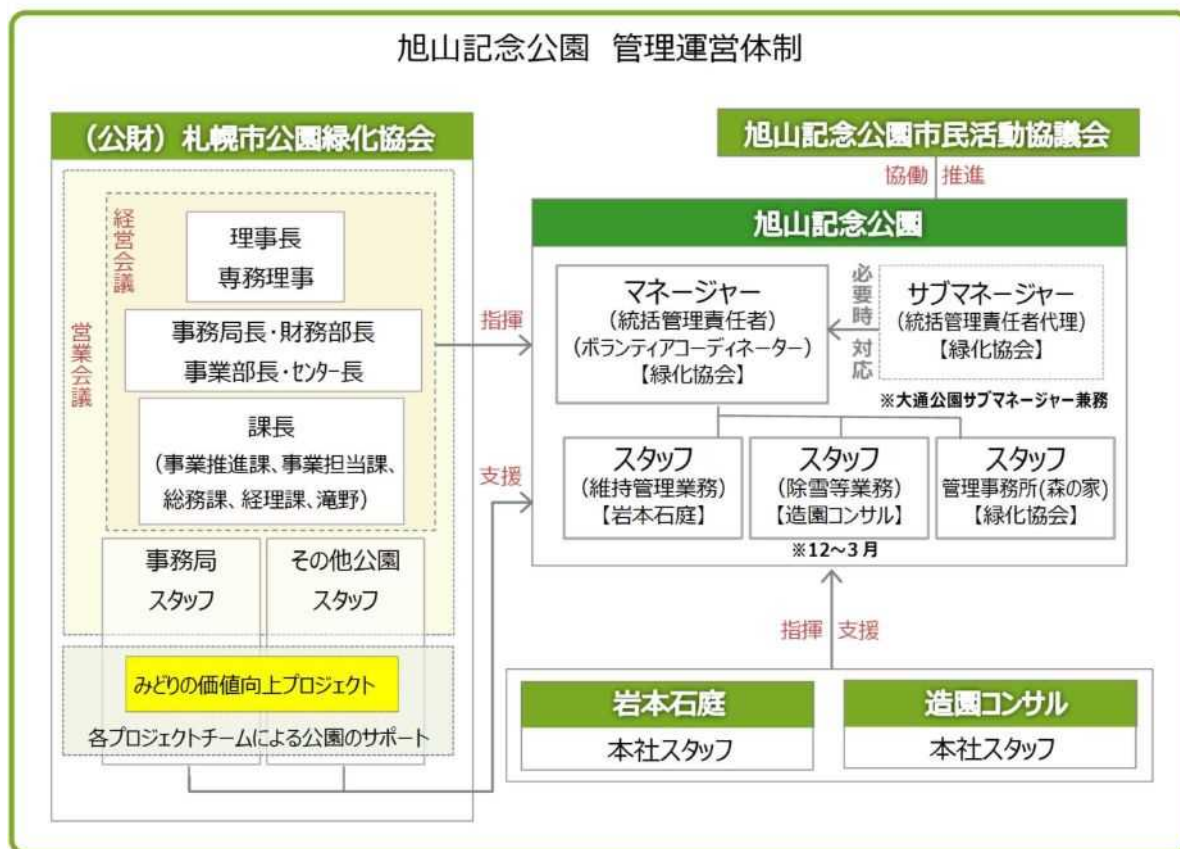 旭山記念公園　管理運営体制
（公財）札幌市公園緑化協会
経営会議
営業会議
理事長
専務理事
事務局長・財務部長
事業部長・センター長
課長
（事業推進課、事業担当課、
総務課、経理課、滝野）
事務局
スタッフ
その他公園
スタッフ
みどりの価値向上プロジェクト
各プロジェクトチームによる公園のサポート
指揮
支援
旭山記念公園市民活動協議会
協働 推進
旭山記念公園
マネージャー
(統括管理責任者)
(ボランティアコーディネーター)
【緑化協会】
必要時 対応
サブマネージャー
(統括管理責任者代理)
【緑化協会】
※大通公園サブマネージャー兼務
スタッフ
(維持管理業務)
【岩本石庭】
スタッフ
(除雪等業務)
【造園コンサル】
※12～3月
スタッフ
管理事務所(森の家)
【緑化協会】
指揮 支援
岩本石庭
本社スタッフ
造園コンサル
本社スタッフ